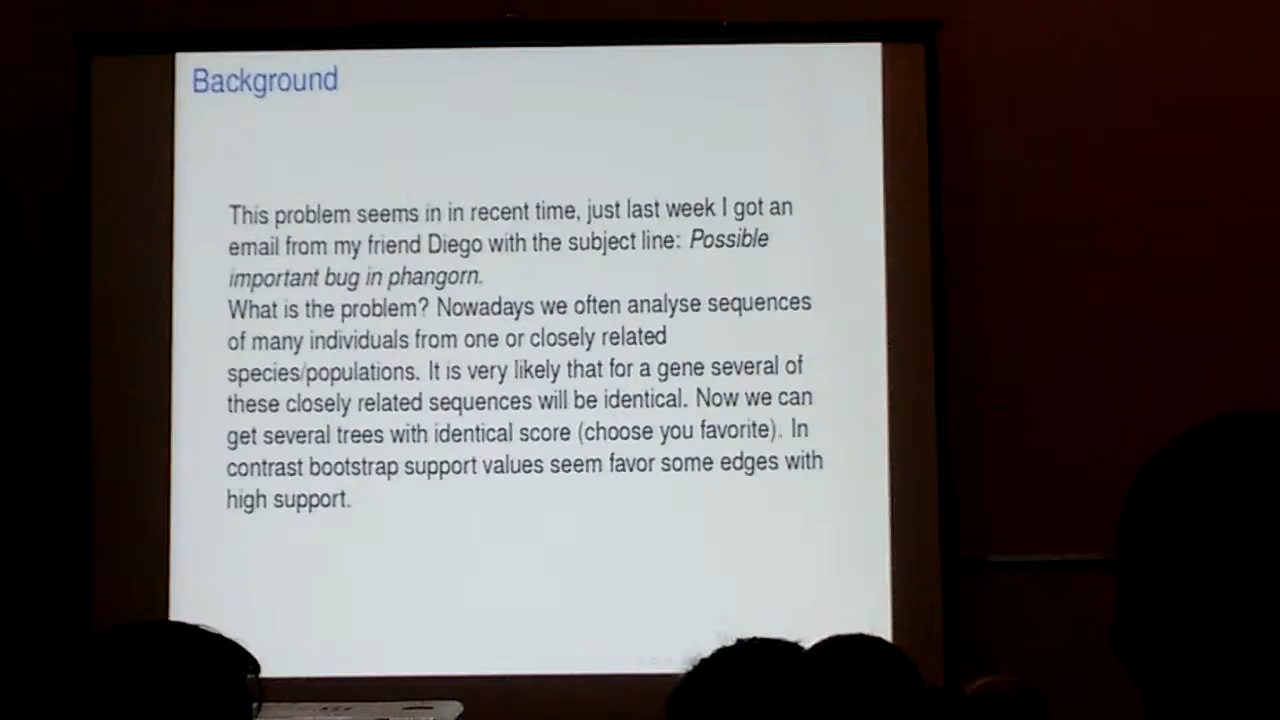 Background
This problem seems in in recent time, just last week I got an
email from my friend Diego with the subject line: Possible
important bug in phangorn.
What is the problem? Nowadays we often analyse sequences
of many individuals from one or closely related
species/populations. It is very likely that for a gene several of
these closely related sequences will be identical. Now we can
get several trees with identical score (choose you favorite). In
contrast bootstrap support values seem favor some edges with
high support.